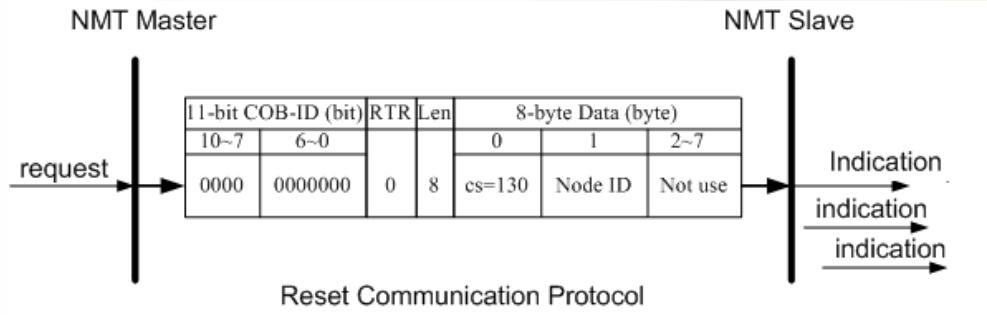 NMT Master NMT Slave
11-bit COB-ID (bit) RTR Len 8-byte Data (byte)
10~7 6~0 0 1 2~7
request 0000 0000000 0 8 cs=130 Node ID Not use Indication
indication
indication
Reset Communication Protocol